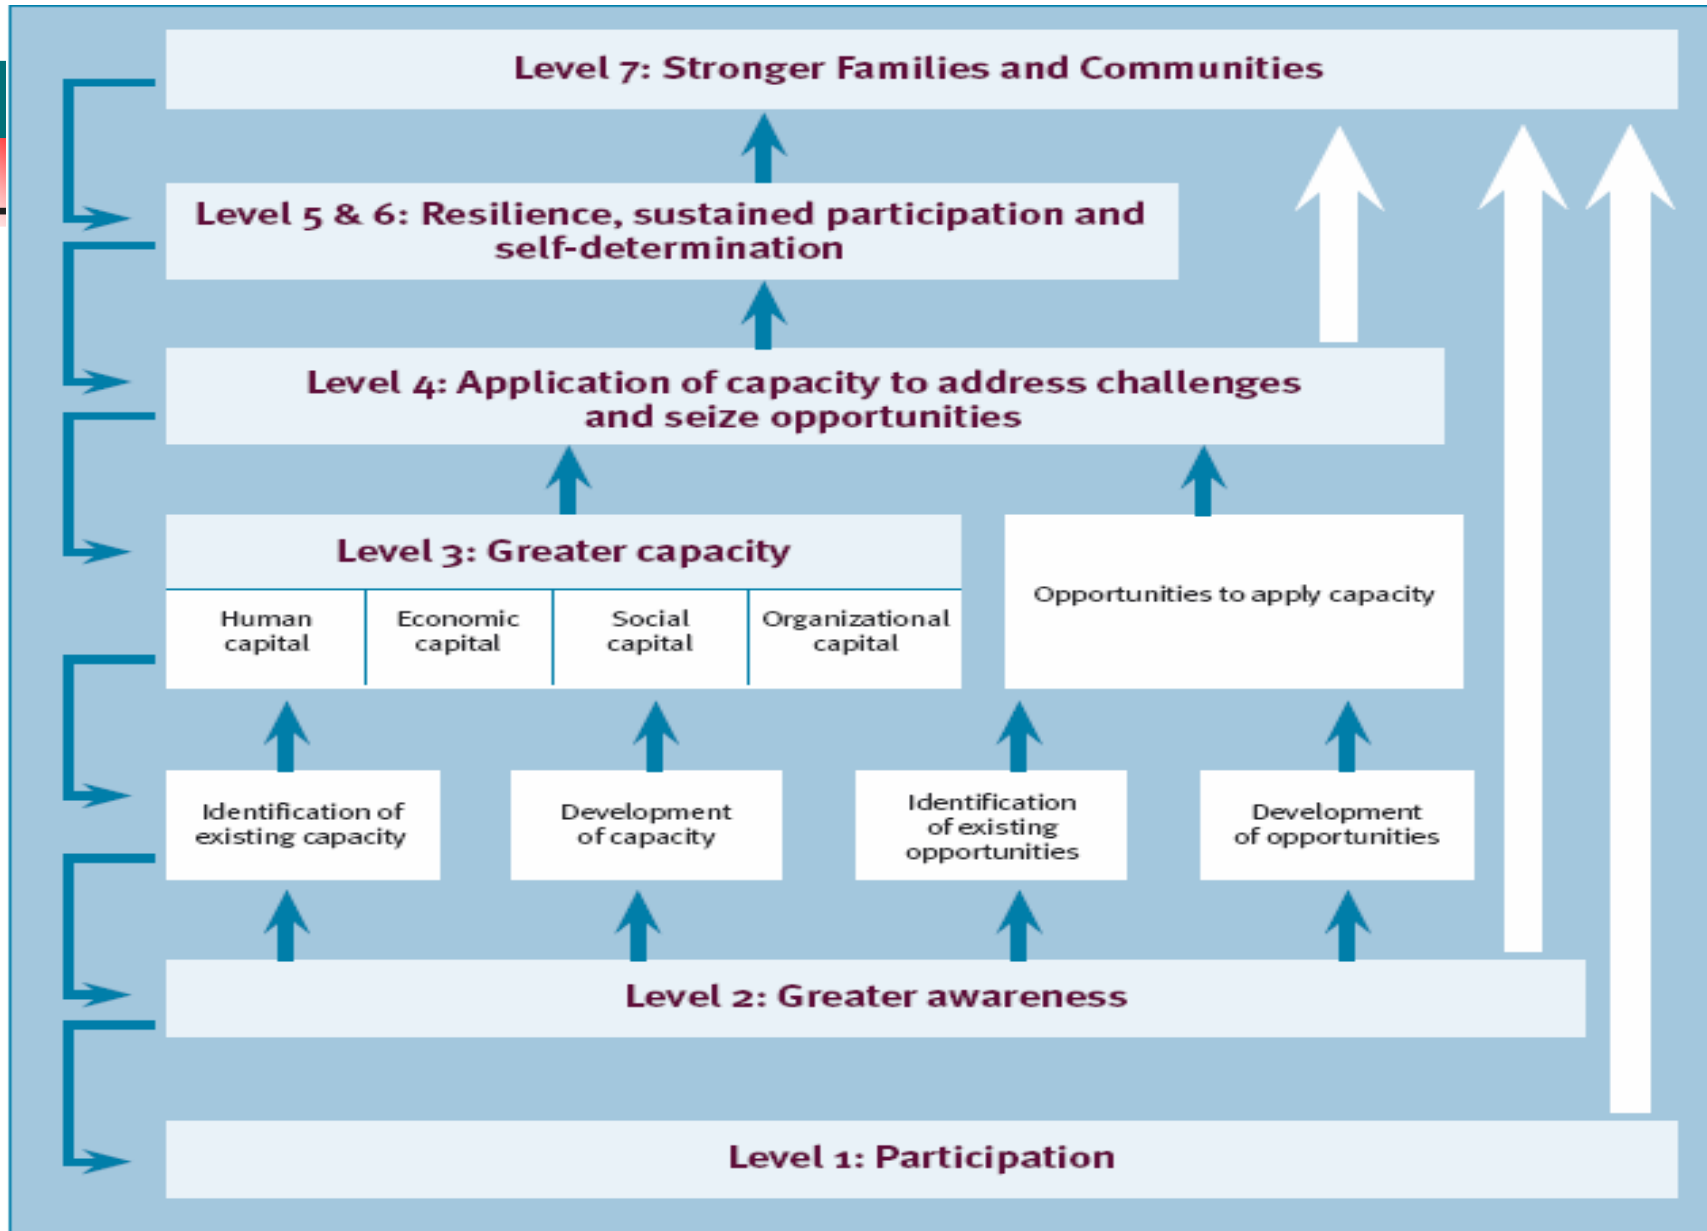 Level 7: Stronger Families and Communities
Level 5 & 6: Resilience, sustained participation and
self-determination
Level 4: Application of capacity to address challenges
and seize opportunities
Level 3: Greater capacity
Human
capital
Economic
capital
Social
capital
Organizational
capital
Opportunities to apply capacity
Identification of
existing capacity
Development
of capacity
Identification
of existing
opportunities
Development
of opportunities
Level 2: Greater awareness
Level 1: Participation